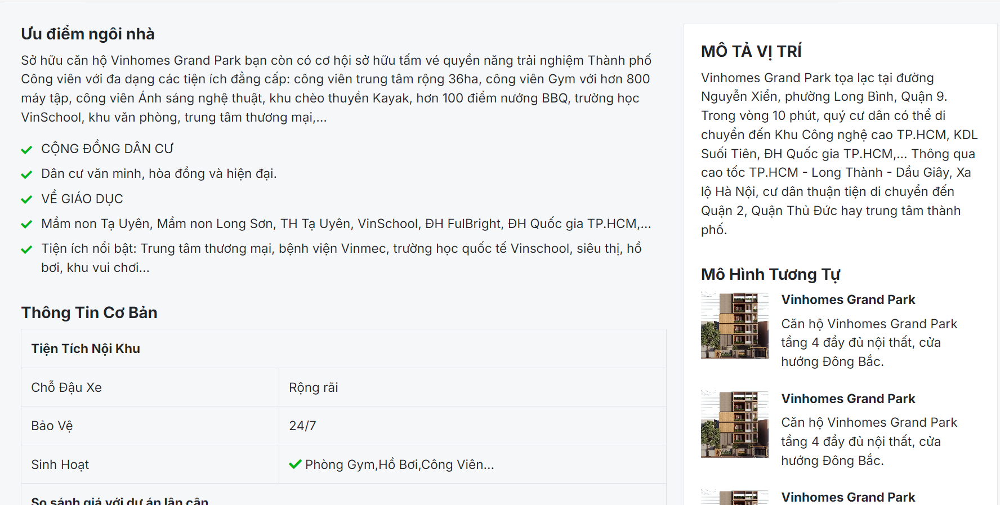 Ưu điểm ngôi nhà
Sở hữu căn hộ Vinhomes Grand Park bạn còn có cơ hội sở hữu tấm vé quyền năng trải nghiệm Thành phố
Công viên với đa dạng các tiện ích đẳng cấp: công viên trung tâm rộng 36ha, công viên Gym với hơn 800
máy tập, công viên Ánh sáng nghệ thuật, khu chèo thuyền Kayak, hơn 100 điểm nướng BBQ, trường học
VinSchool, khu văn phòng, trung tâm thương mại,...
CỘNG ĐỒNG DÂN CƯ
Dân cư văn minh, hòa đồng và hiện đại.
VỀ GIÁO DỤC
Mầm non Tạ Uyên, Mầm non Long Sơn, TH Tạ Uyên, VinSchool, ĐH FulBright, ĐH Quốc gia TP.HCM,...
Tiện ích nổi bật: Trung tâm thương mại, bệnh viện Vinmec, trường học quốc tế Vinschool, siêu thị, hồ
bơi, khu vui chơi...
Thông Tin Cơ Bản
Tiện Tích Nội Khu
Chỗ Đậu Xe
Rộng rãi
Bảo Vệ
24/7
Sinh Hoạt
Phòng Gym,Hồ Bơi,Công Viên...
So sánh giá với dự án lân cận
MÔ TẢ VỊ TRÍ
Vinhomes Grand Park tọa lạc tại đường
Nguyễn Xiển, phường Long Bình, Quận 9.
Trong vòng 10 phút, quý cư dân có thể di
chuyển đến Khu Công nghệ cao TP.HCM, KDL
Suối Tiên, ĐH Quốc gia TP.HCM,... Thông qua
cao tốc TP.HCM - Long Thành - Dầu Giây, Xa
lộ Hà Nội, cư dân thuận tiện di chuyển đến
Quận 2, Quận Thủ Đức hay trung tâm thành
phố.
Mô Hình Tương Tự
Vinhomes Grand Park
Căn hộ Vinhomes Grand Park
tầng 4 đầy đủ nội thất, cửa
hướng Đông Bắc.
Vinhomes Grand Park
Căn hộ Vinhomes Grand Park
tầng 4 đầy đủ nội thất, cửa
hướng Đông Bắc.
Vinhomes Grand Park